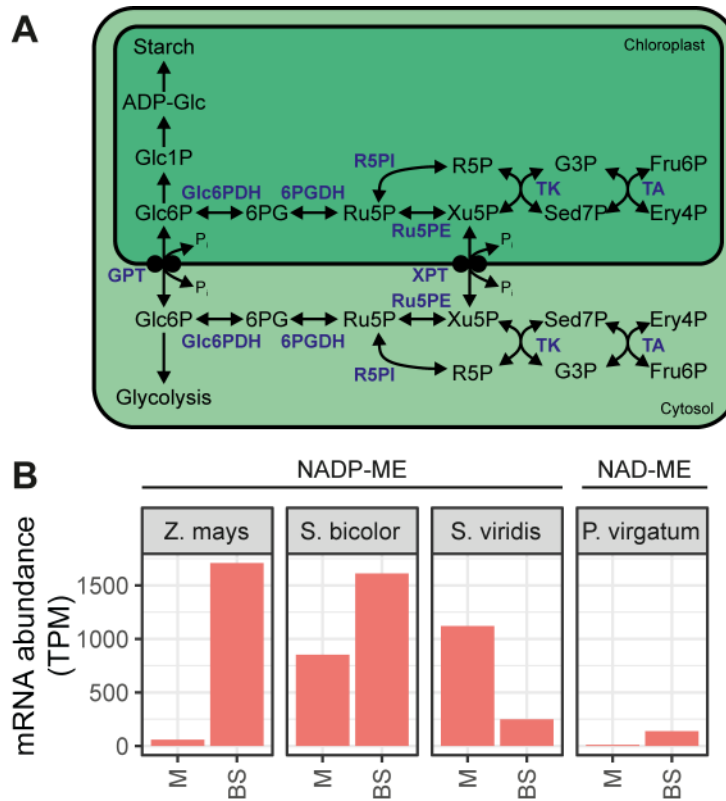 A
Chloroplast
Starch
ADP-Glc
Glc1P
R5PI
R5P
G3P
Fru6P
Glc6PDH
6PGDH
TK
TA
Glc6P
6PG
Ru5P
Xu5P
Sed7P
Ery4P
Ru5PE
Pi
Pi
GPT
XPT
Pi
Pi
Ru5PE
Glc6P
6PG
Ru5P
Xu5P
Sed7P
Ery4P
Glc6PDH
6PGDH
TK
TA
R5PI
R5P
G3P
Fru6P
Glycolysis
Cytosol
B
NADP-ME
NAD-ME
Z. mays
S. bicolor
S. viridis
P. virgatum
mRNA abundance
(TPM)
1500
1000
500
0
M
BS
M
BS
M
BS
M
BS